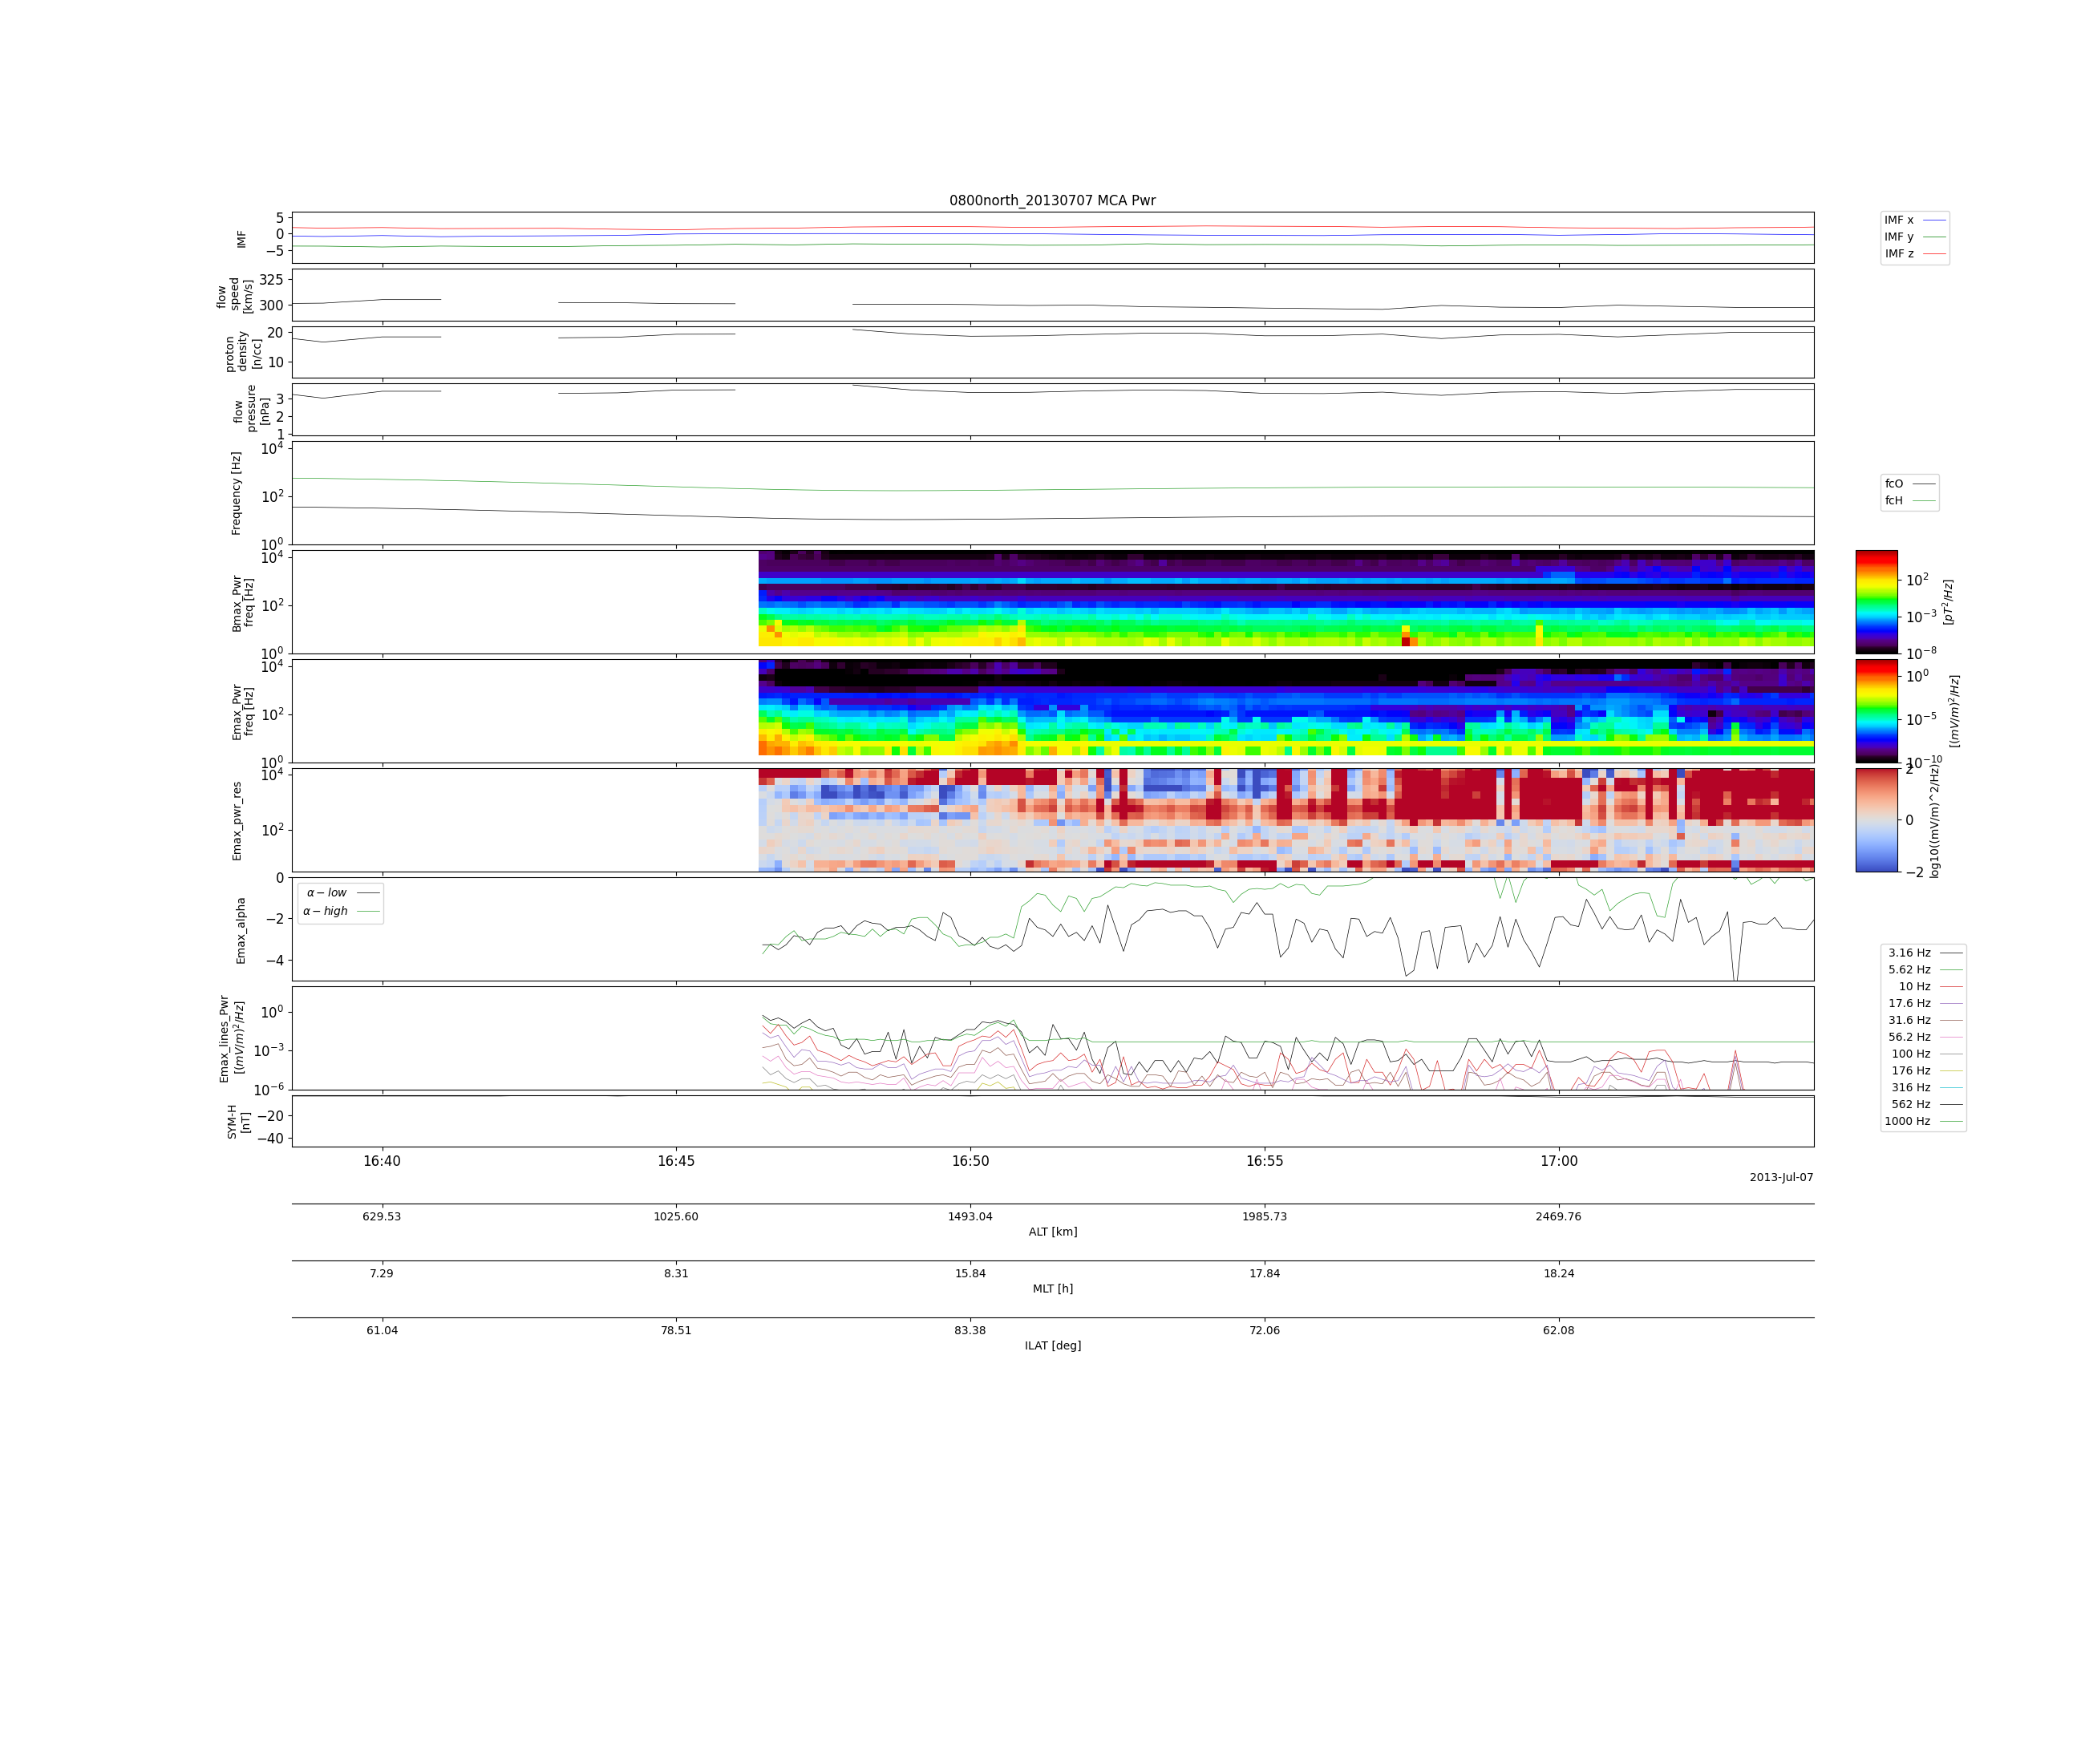 0800north_20130707 MCA Pwr
5
0
−5
IMF
IMF x
IMF y
IMF z
325
300
flow
speed
[km/s]
20
10
proton
density
[n/cc]
3
2
1
flow
pressure
[nPa]
10^4
10^2
10^0
Frequency [Hz]
fcO
fcH
10^4
10^2
10^0
Bmax_Pwr
freq [Hz]
10^2
10^−3
10^−8
[pT^2/Hz]
10^4
10^2
10^0
Emax_Pwr
freq [Hz]
10^0
10^−5
10^−10
[(mV/m)^2/Hz]
10^4
10^2
Emax_pwr_res
2
0
−2
log10((mV/m)^2/Hz)
0
−2
−4
Emax_alpha
α − low
α − high
10^0
10^−3
10^−6
Emax_lines_Pwr
[(mV/m)^2/Hz]
3.16 Hz
5.62 Hz
10 Hz
17.6 Hz
31.6 Hz
56.2 Hz
100 Hz
176 Hz
316 Hz
562 Hz
1000 Hz
−20
−40
SYM-H
[nT]
16:40 16:45 16:50 16:55 17:00
2013-Jul-07
629.53 1025.60 1493.04 1985.73 2469.76
ALT [km]
7.29 8.31 15.84 17.84 18.24
MLT [h]
61.04 78.51 83.38 72.06 62.08
ILAT [deg]